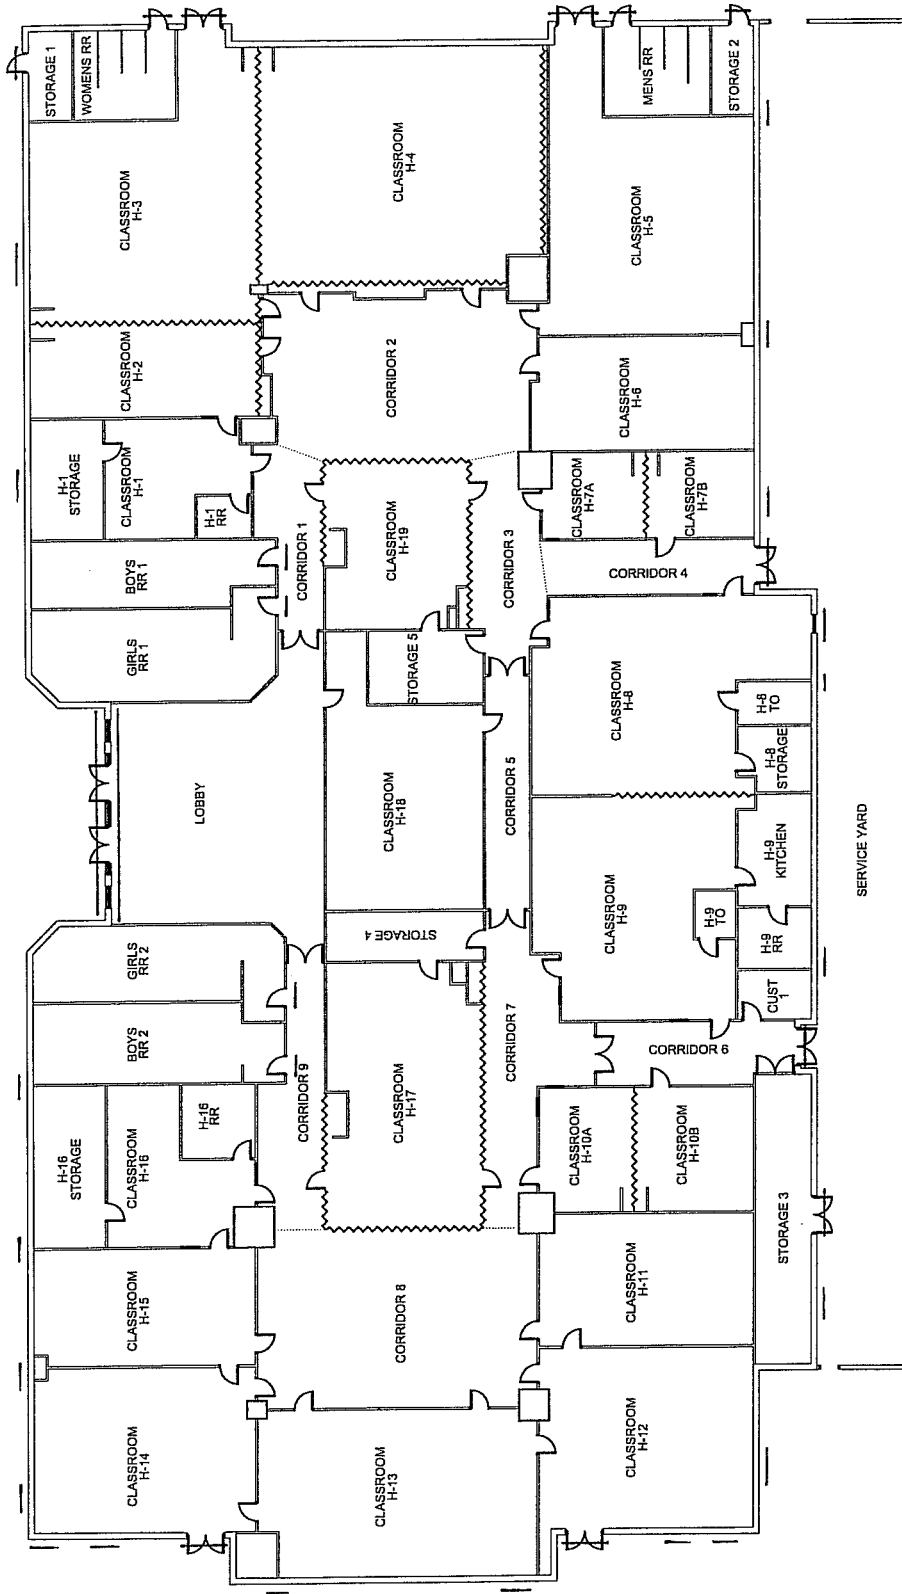 STORAGE 1
WOMENS RR
CLASSROOM
H-3
CLASSROOM
H-4
MENS RR
STORAGE 2
CLASSROOM
H-5
CLASSROOM
H-2
CORRIDOR 2
CLASSROOM
H-6
H-1
STORAGE
CLASSROOM
H-1
H-1
RR
CLASSROOM
H-7A
CLASSROOM
H-7B
BOYS
RR 1
CORRIDOR 1
CLASSROOM
H-19
CORRIDOR 3
CORRIDOR 4
GIRLS
RR 1
STORAGE 5
CLASSROOM
H-8
H-8
TO
H-8
STORAGE
LOBBY
CLASSROOM
H-18
CORRIDOR 5
CLASSROOM
H-9
H-9
KITCHEN
SERVICE YARD
STORAGE 4
H-9
TO
H-9
RR
GIRLS
RR 2
CUST
1
BOYS
RR 2
CORRIDOR 9
CLASSROOM
H-17
CORRIDOR 7
CORRIDOR 6
H-16
STORAGE
CLASSROOM
H-16
H-16
RR
CLASSROOM
H-10A
CLASSROOM
H-10B
STORAGE 3
CLASSROOM
H-15
CORRIDOR 8
CLASSROOM
H-11
CLASSROOM
H-14
CLASSROOM
H-13
CLASSROOM
H-12